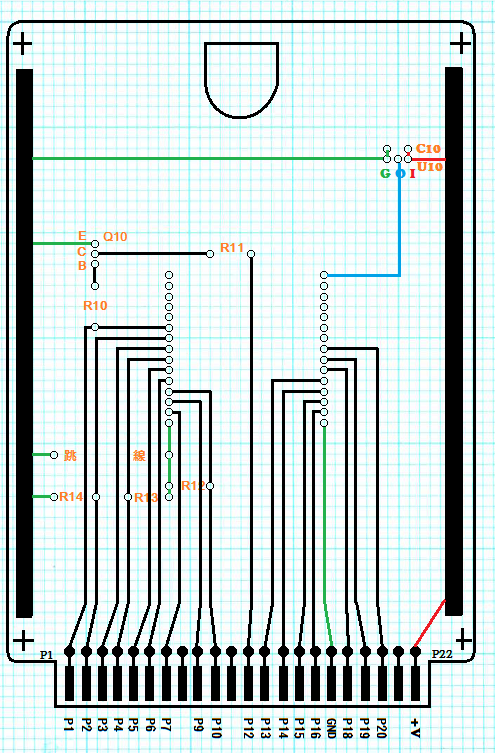 C10
U10
G O I
E Q10
C R11
B
R10
跳 線
R12
R14 R13
P1 P22
P1 P2 P3 P4 P5 P6 P7 P9 P10 P12 P13 P14 P15 P16 GND P18 P19 P20 +V